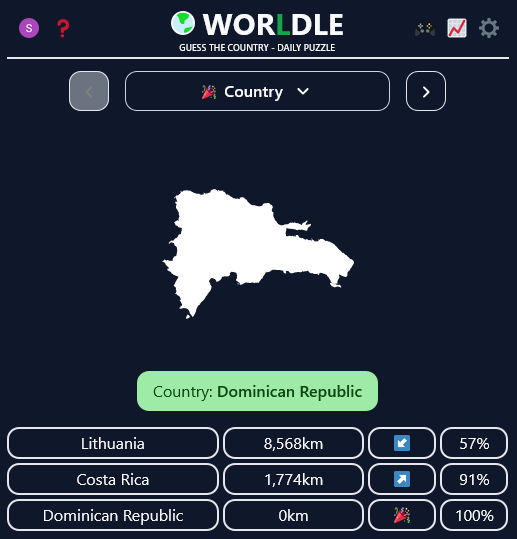 S ❓ WORLDLE
GUESS THE COUNTRY - DAILY PUZZLE
Country
Country: Dominican Republic
Lithuania 8,568km ↙️ 57%
Costa Rica 1,774km ↗️ 91%
Dominican Republic 0km 🎉 100%